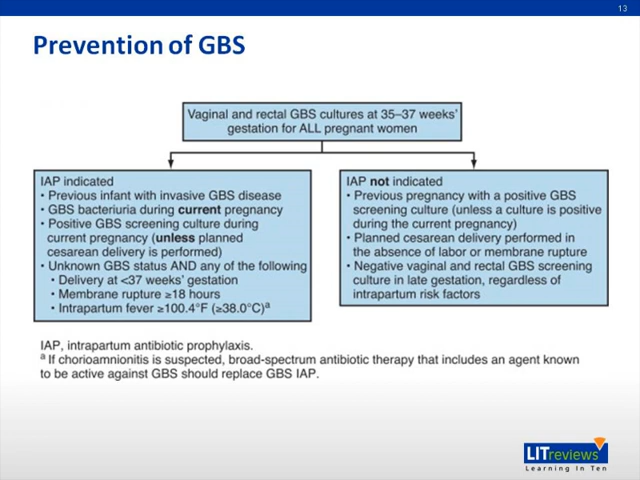 13
Prevention of GBS
Vaginal and rectal GBS cultures at 35–37 weeks'
gestation for ALL pregnant women
IAP indicated
• Previous infant with invasive GBS disease
• GBS bacteriuria during current pregnancy
• Positive GBS screening culture during
current pregnancy (unless planned
cesarean delivery is performed)
• Unknown GBS status AND any of the following
• Delivery at <37 weeks' gestation
• Membrane rupture ≥18 hours
• Intrapartum fever ≥100.4°F (≥38.0°C)a
IAP not indicated
• Previous pregnancy with a positive GBS
screening culture (unless a culture is positive
during the current pregnancy)
• Planned cesarean delivery performed in
the absence of labor or membrane rupture
• Negative vaginal and rectal GBS screening
culture in late gestation, regardless of
intrapartum risk factors
IAP, intrapartum antibiotic prophylaxis.
a If chorioamnionitis is suspected, broad-spectrum antibiotic therapy that includes an agent known
to be active against GBS should replace GBS IAP.
LITreviews
Learning In Ten